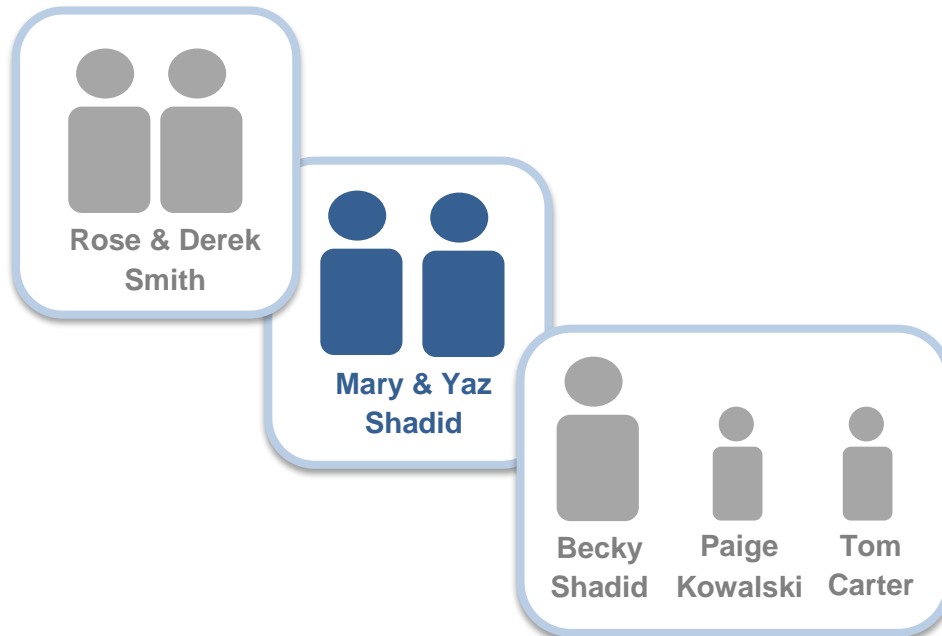 Rose & Derek
Smith
Mary & Yaz
Shadid
Becky
Shadid
Paige
Kowalski
Tom
Carter